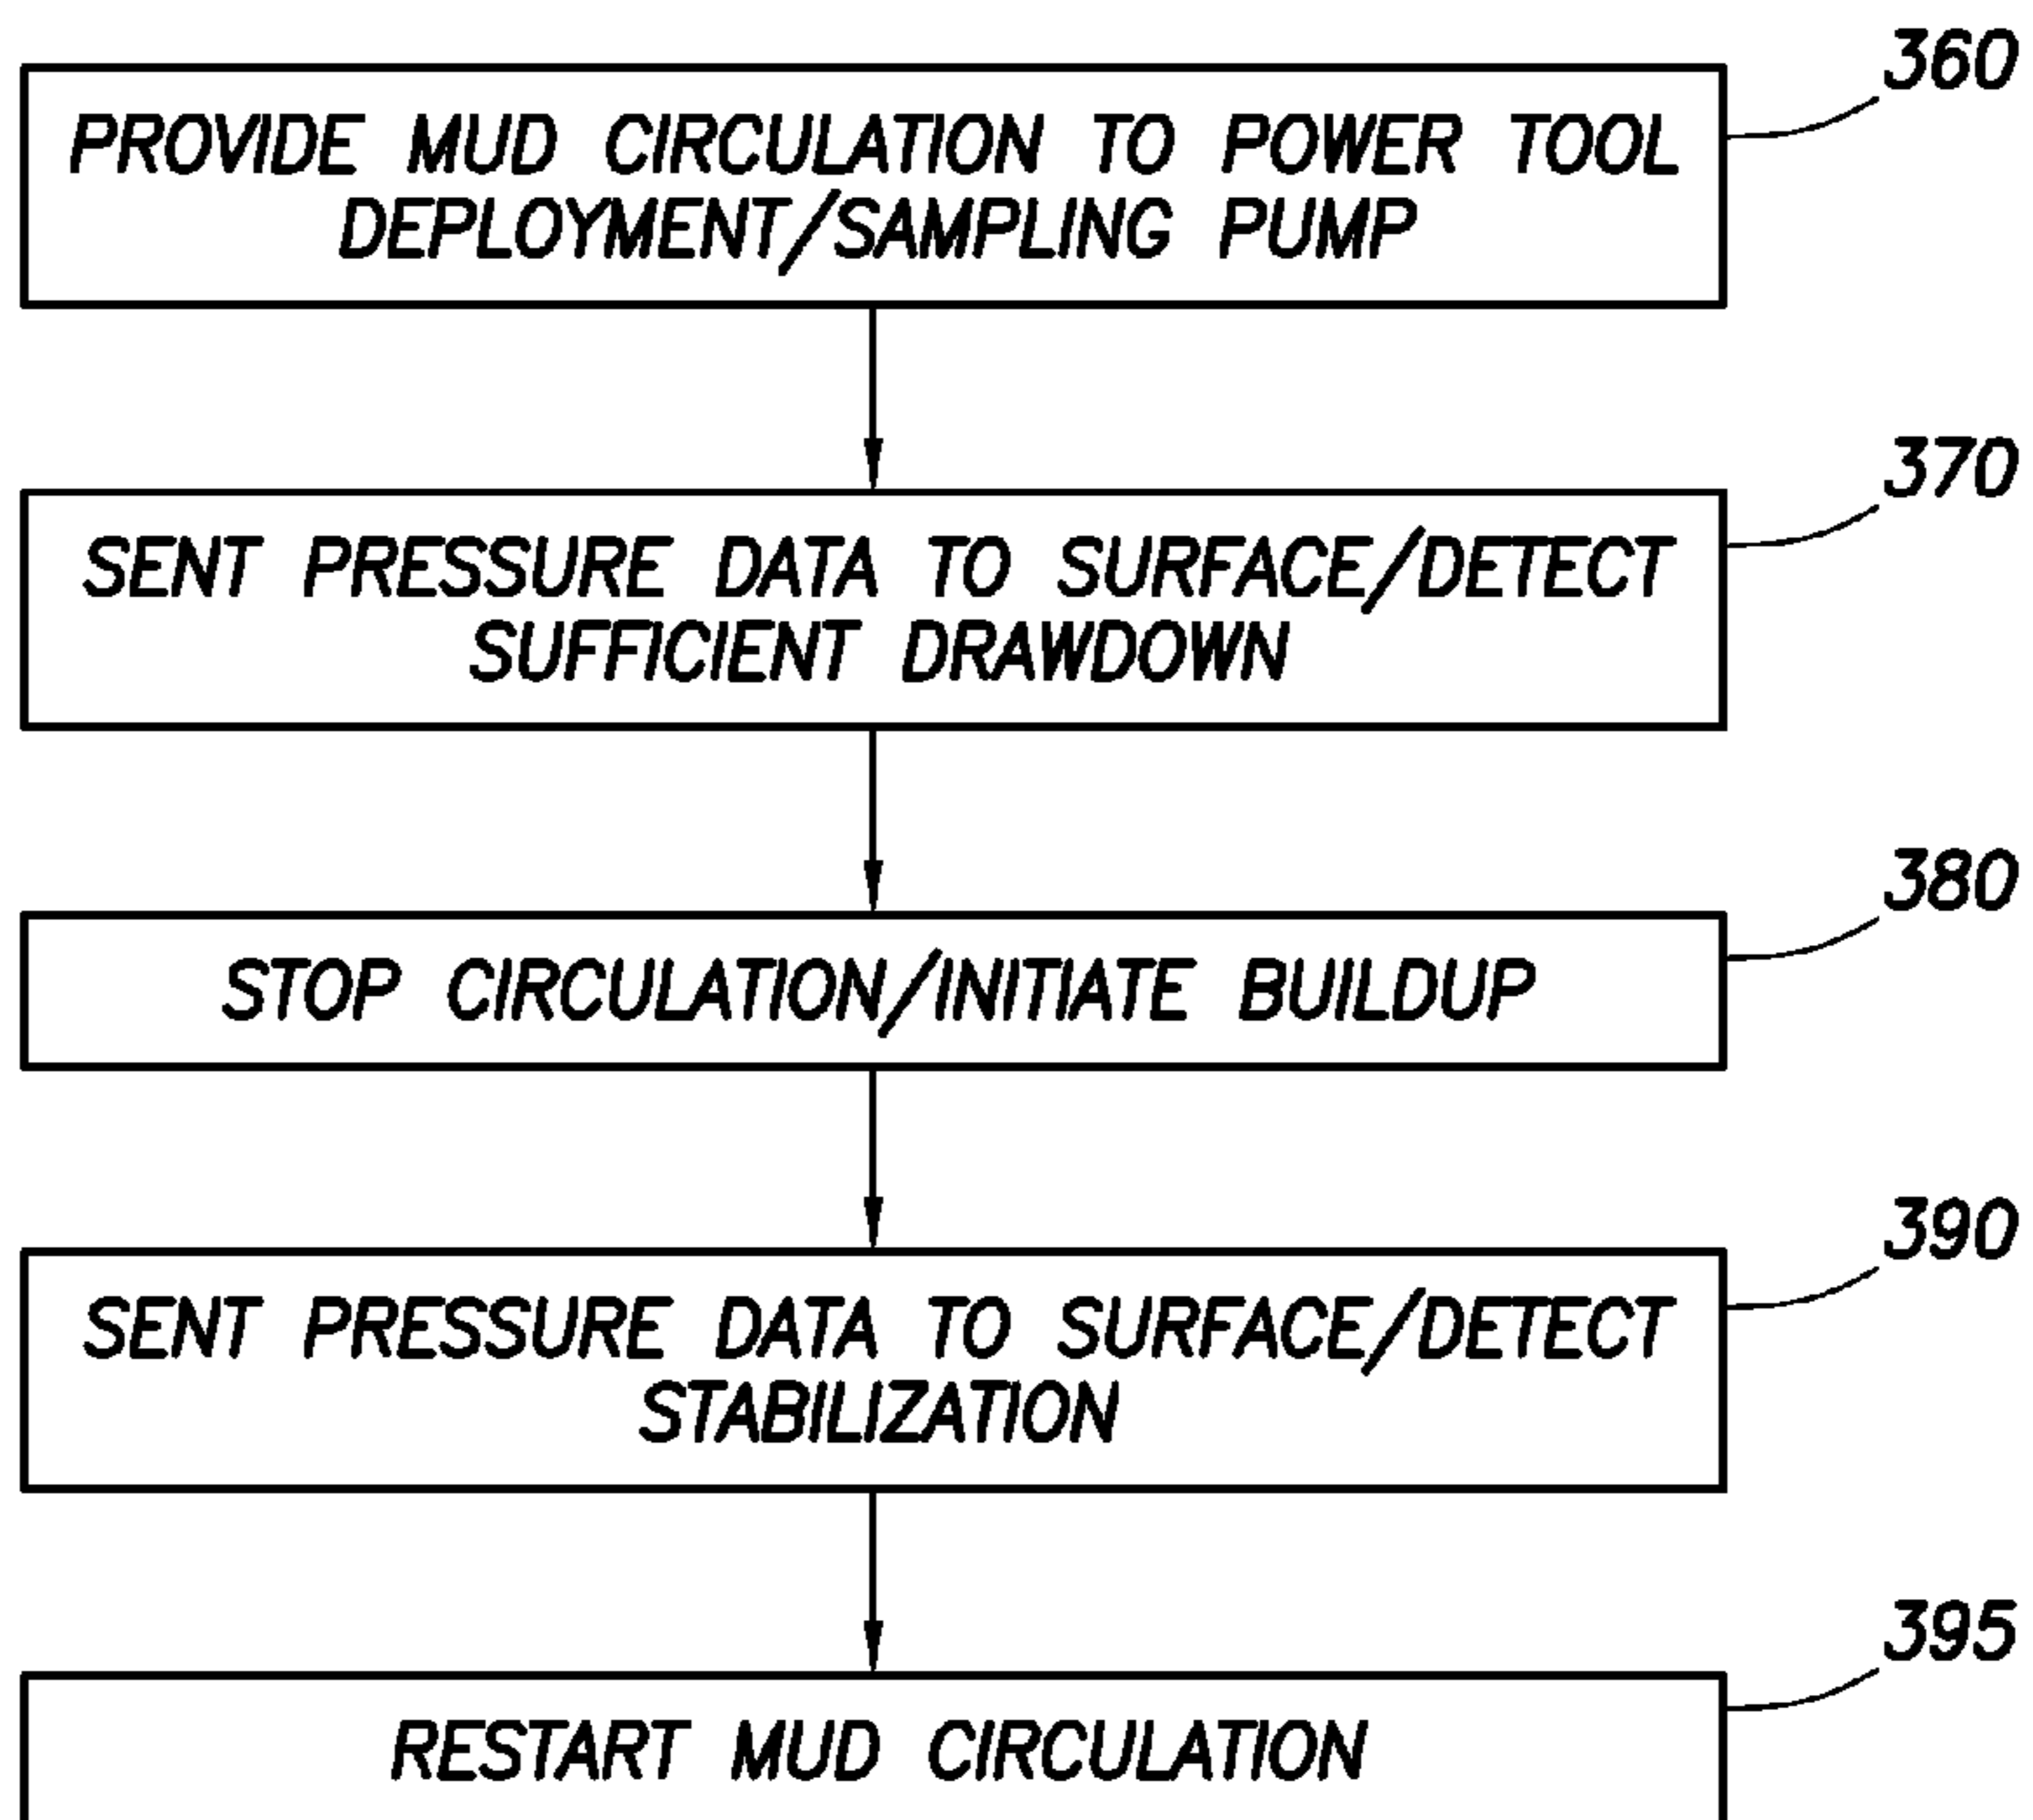 360
PROVIDE MUD CIRCULATION TO POWER TOOL
DEPLOYMENT/SAMPLING PUMP
370
SENT PRESSURE DATA TO SURFACE/DETECT
SUFFICIENT DRAWDOWN
380
STOP CIRCULATION/INITIATE BUILDUP
390
SENT PRESSURE DATA TO SURFACE/DETECT
STABILIZATION
395
RESTART MUD CIRCULATION